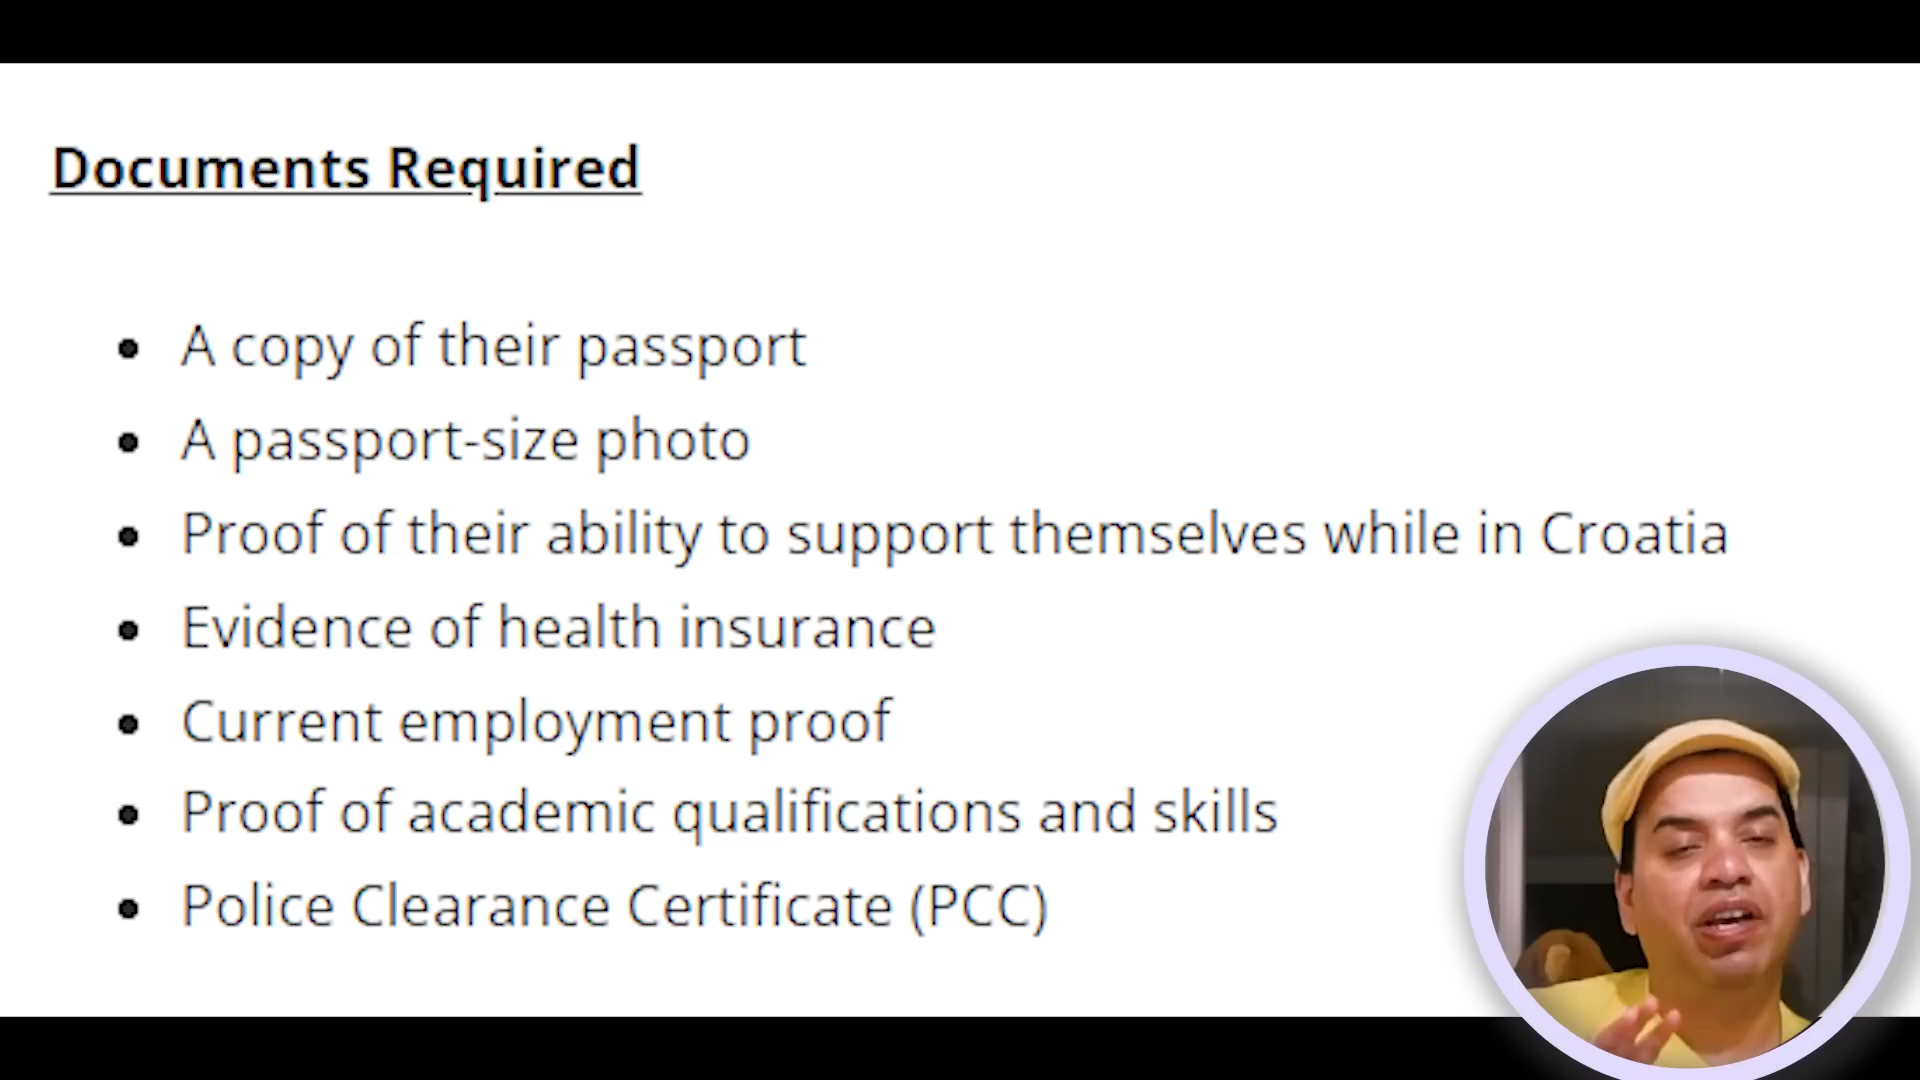 Documents Required
A copy of their passport
A passport-size photo
Proof of their ability to support themselves while in Croatia
Evidence of health insurance
Current employment proof
Proof of academic qualifications and skills
Police Clearance Certificate (PCC)